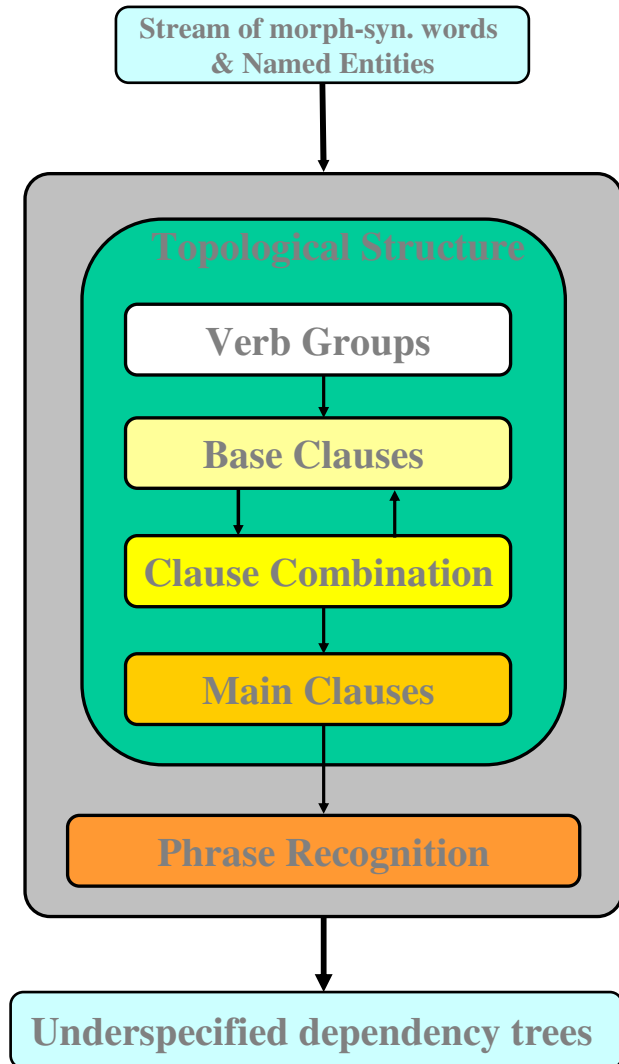 Stream of morph-syn. words
& Named Entities
Topological Structure
Verb Groups
Base Clauses
Clause Combination
Main Clauses
Phrase Recognition
Underspecified dependency trees